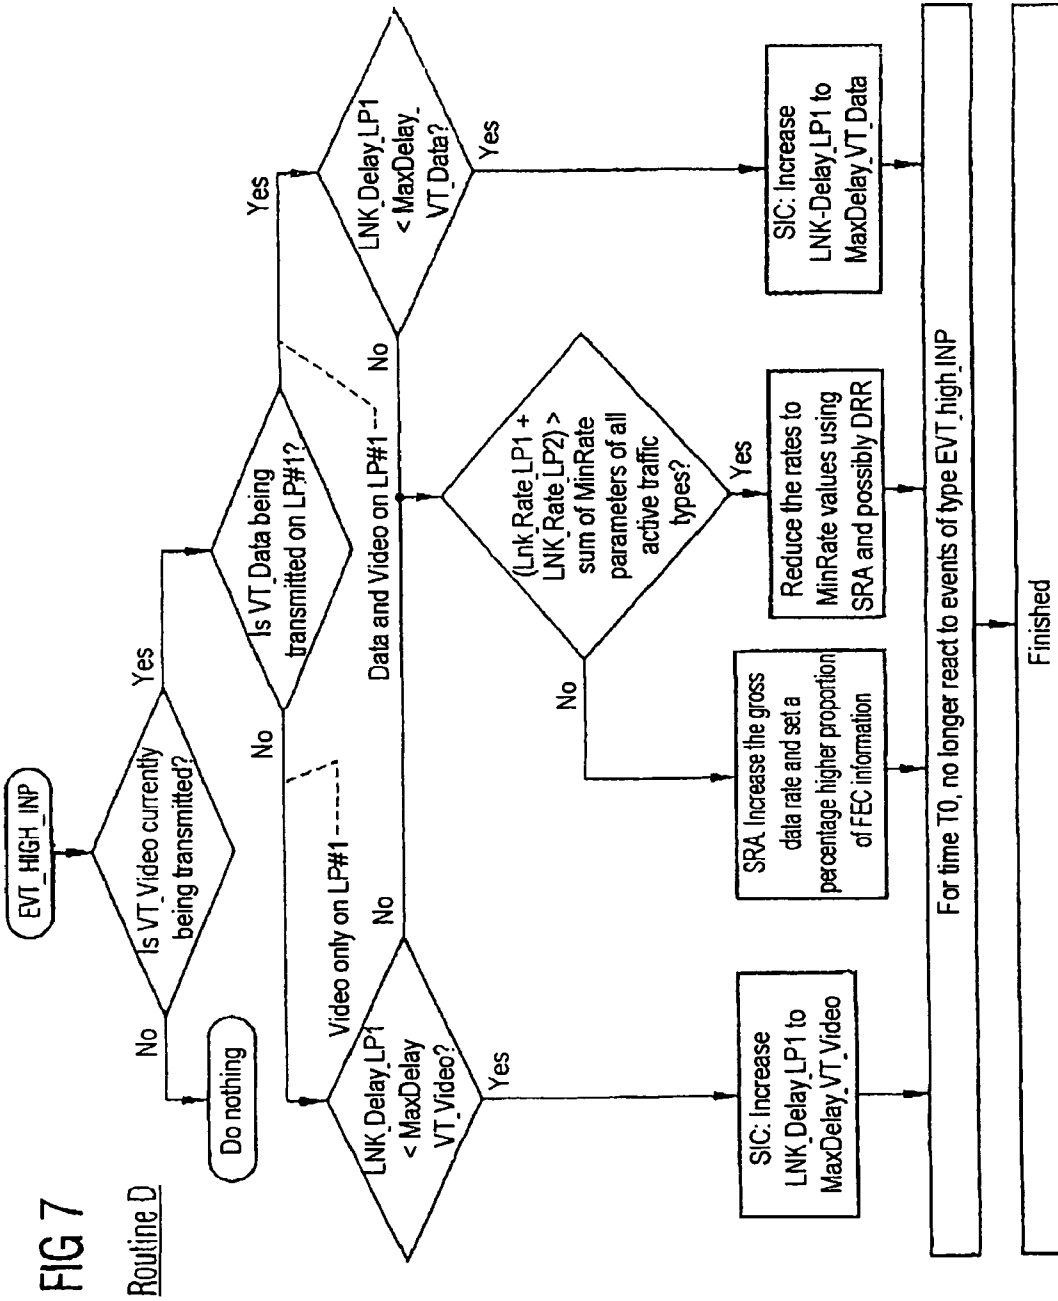 FIG 7
Routine D
EVT_HIGH_INP
Is VT_Video currently
being transmitted?
No
Yes
Do nothing
Is VT_Data being
transmitted on LP#1?
No
Yes
Video only on LP#1
Data and Video on LP#1
LNK_Delay_LP1
< MaxDelay
VT_Video?
No
Yes
LNK_Delay_LP1
< MaxDelay_
VT_Data?
No
Yes
(Lnk_Rate_LP1 +
LNK_Rate_LP2) >
sum of MinRate
parameters of all
active traffic
types?
No
Yes
SIC: Increase
LNK_Delay_LP1 to
MaxDelay_VT_Video
SRA. Increase the gross
data rate and set a
percentage higher proportion
of FEC information
Reduce the rates to
MinRate values using
SRA and possibly DRR
SIC: Increase
LNK-Delay_LP1 to
MaxDelay_VT_Data
For time T0, no longer react to events of type EVT_high_INP
Finished